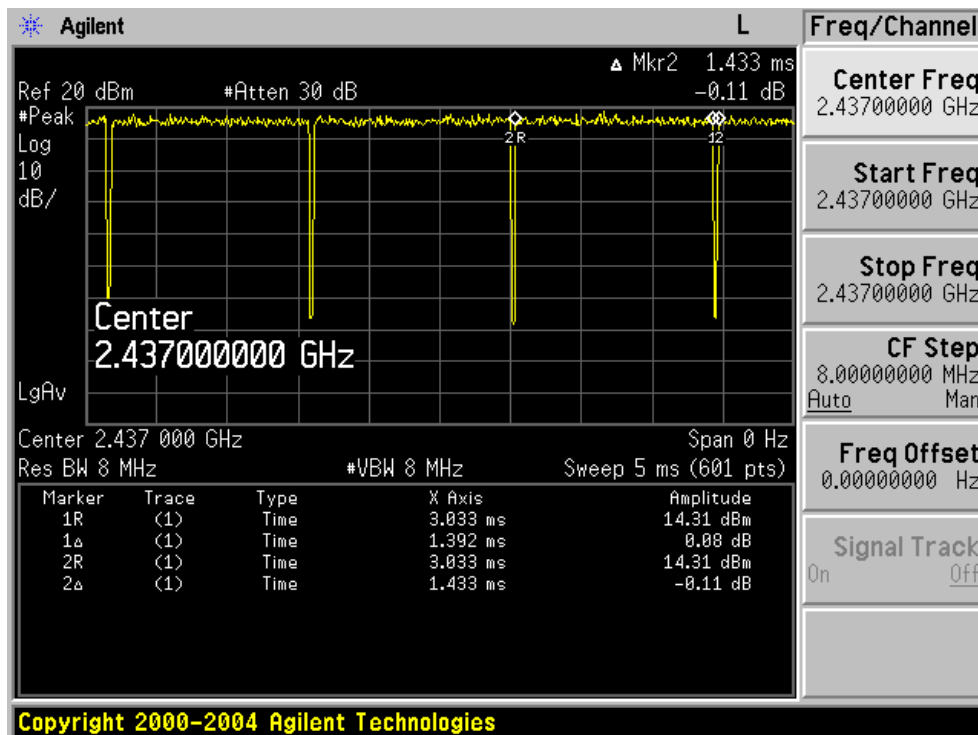 Agilent L Freq/Channel
Δ Mkr2 1.433 ms
Ref 20 dBm #Atten 30 dB -0.11 dB
#Peak
Log
10
dB/
2R 12
Center
2.437000000 GHz
LgAv
Center 2.437 000 GHz Span 0 Hz
Res BW 8 MHz #VBW 8 MHz Sweep 5 ms (601 pts)
Marker Trace Type X Axis Amplitude
1R (1) Time 3.033 ms 14.31 dBm
1Δ (1) Time 1.392 ms 0.08 dB
2R (1) Time 3.033 ms 14.31 dBm
2Δ (1) Time 1.433 ms -0.11 dB
Center Freq
2.43700000 GHz
Start Freq
2.43700000 GHz
Stop Freq
2.43700000 GHz
CF Step
8.00000000 MHz
Auto Man
Freq Offset
0.00000000 Hz
Signal Track
On Off
Copyright 2000-2004 Agilent Technologies